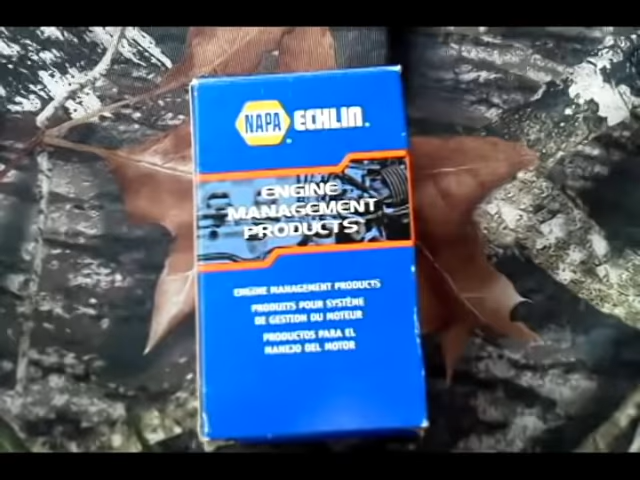 NAPA ECHLIN.
ENGINE
MANAGEMENT
PRODUCTS
ENGINE MANAGEMENT PRODUCTS
PRODUITS POUR SYSTÈME
DE GESTION DU MOTEUR
PRODUCTOS PARA EL
MANEJO DEL MOTOR